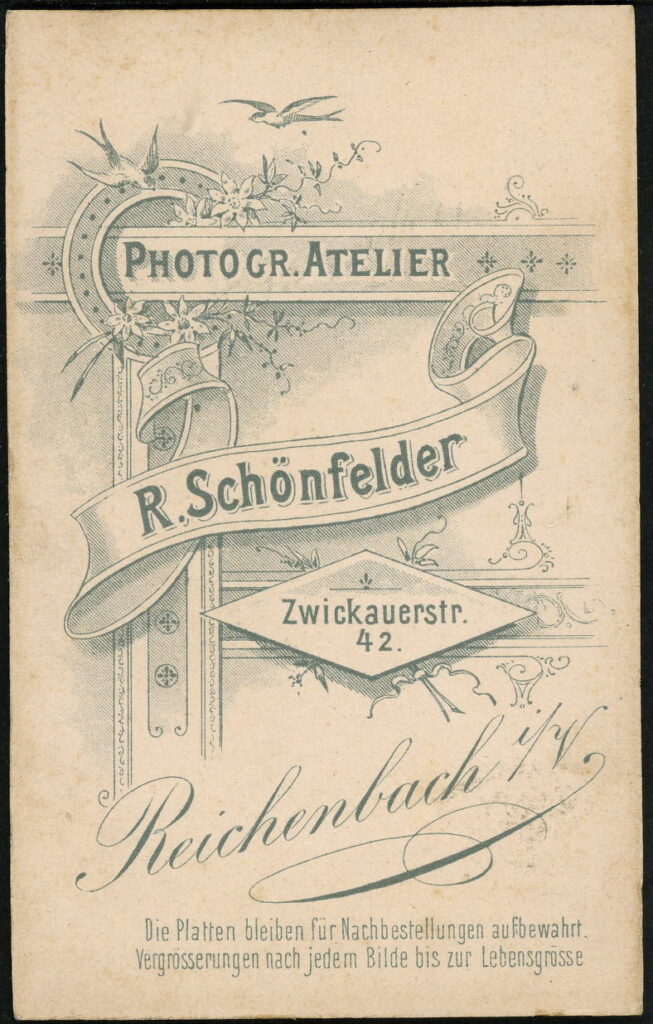 PHOTOGR. ATELIER
R. Schönfelder
Zwickauerstr.
42.
Reichenbach i/V.
Die Platten bleiben für Nachbestellungen aufbewahrt.
Vergrösserungen nach jedem Bilde bis zur Lebensgrösse